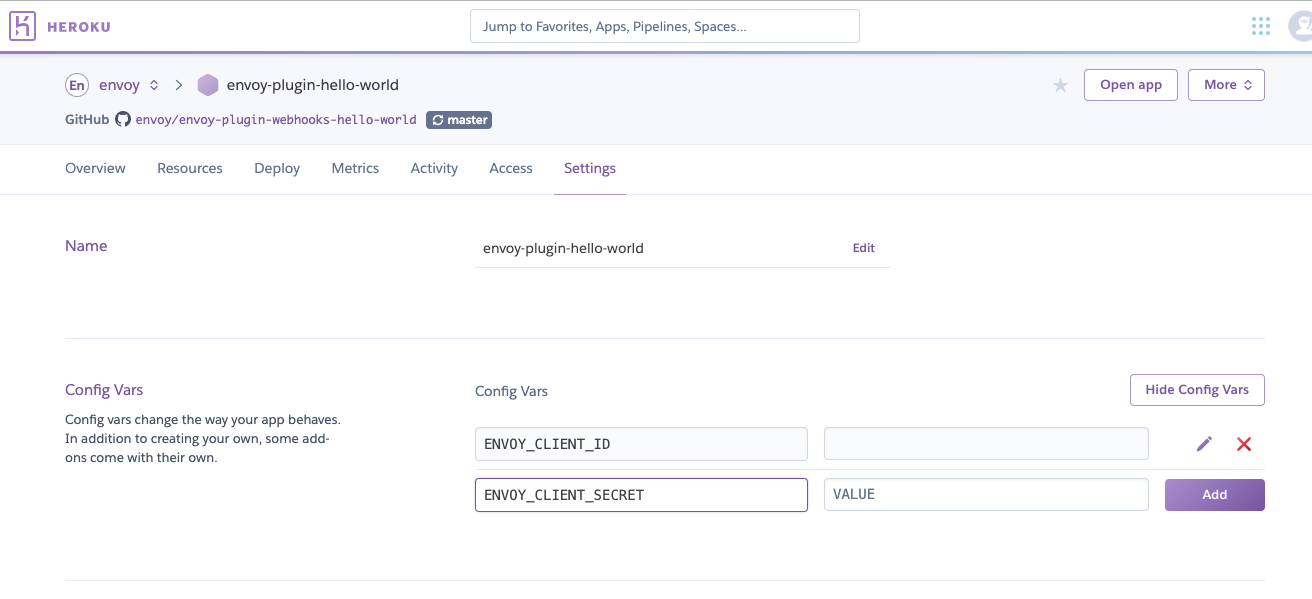 HEROKU
Jump to Favorites, Apps, Pipelines, Spaces...
En envoy envoy-plugin-hello-world
Open app
More
GitHub envoy/envoy-plugin-webhooks-hello-world master
Overview Resources Deploy Metrics Activity Access Settings
Name
envoy-plugin-hello-world
Edit
Config Vars
Config vars change the way your app behaves.
In addition to creating your own, some add-
ons come with their own.
Config Vars
Hide Config Vars
ENVOY_CLIENT_ID
ENVOY_CLIENT_SECRET
VALUE
Add